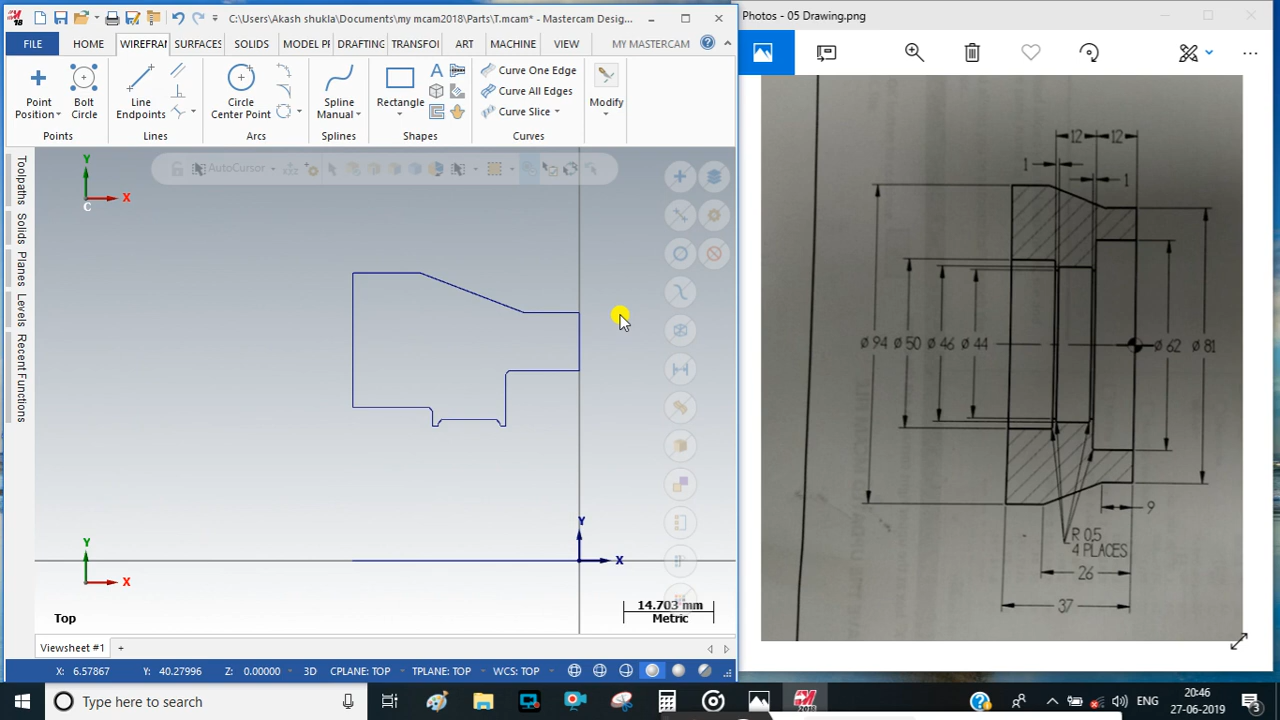 C:\Users\Akash shukla\Documents\my mcam2018\Parts\T.mcam* - Mastercam Desig...
FILE HOME WIREFRAM SURFACES SOLIDS MODEL PR DRAFTING TRANSFOR ART MACHINE VIEW MY MASTERCAM
Point Position
Bolt Circle
Points
Line Endpoints
Lines
Circle Center Point
Arcs
Spline Manual
Splines
Rectangle
Shapes
Curve One Edge
Curve All Edges
Curve Slice
Curves
Modify
Toolpaths
Solids
Planes
Levels
Recent Functions
AutoCursor
Y
X
C
Y
X
Y
X
Top
14.703 mm
Metric
Viewsheet #1 +
X: 6.57867 Y: 40.27996 Z: 0.00000 3D CPLANE: TOP TPLANE: TOP WCS: TOP
Photos - 05 Drawing.png
12 12
1
1
Ø 94 Ø 50 Ø 46 Ø 44 Ø 62 Ø 81
9
R 0,5
4 PLACES
26
37
Type here to search
ENG
20:46
27-06-2019
3